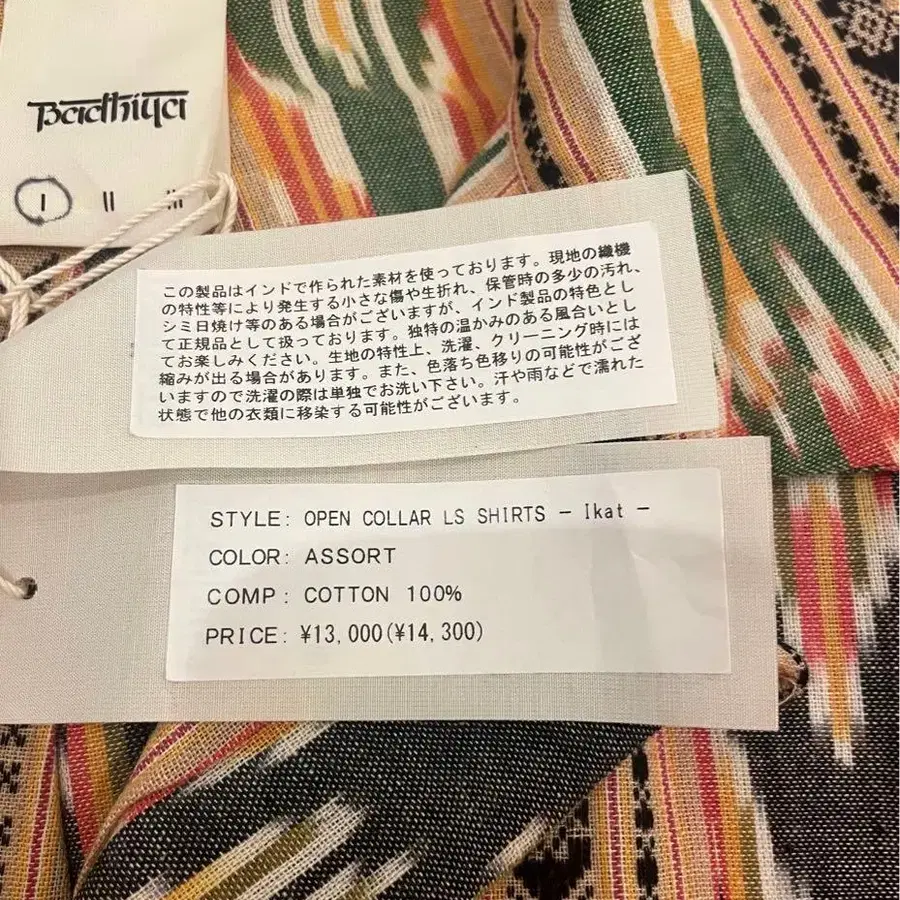 Badhiya
I II III
この製品はインドで作られた素材を使っております。現地の織機
の特性等により発生する小さな傷や生折れ、保管時の多少の汚れ、
シミ日焼け等のある場合がございますが、インド製品の特色とし
て正規品として扱っております。独特の温かみのある風合いとし
てお楽しみください。生地の特性上、洗濯、クリーニング時には
縮みが出る場合があります。また、色落ち色移りの可能性がござ
いますので洗濯の際は単独でお洗い下さい。汗や雨などで濡れた
状態で他の衣類に移染する可能性がございます。
STYLE: OPEN COLLAR LS SHIRTS - Ikat -
COLOR: ASSORT
COMP: COTTON 100%
PRICE: ¥13,000(¥14,300)